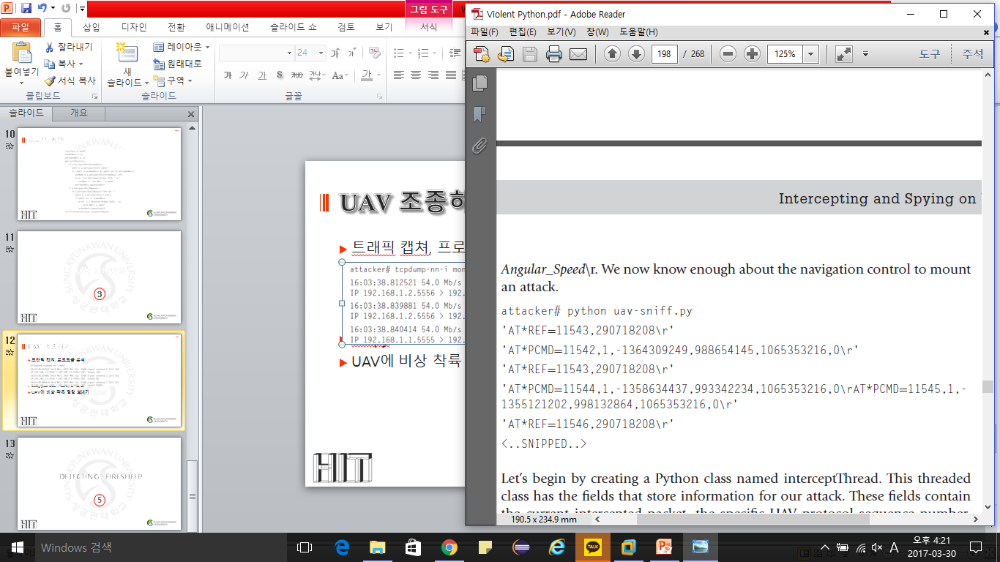 그림 도구
파일
홈
삽입
디자인
전환
애니메이션
슬라이드 쇼
검토
보기
서식
붙여넣기
잘라내기
복사
서식 복사
클립보드
새
슬라이드
레이아웃
원래대로
구역
슬라이드
24
가 가 가 S 가나 Aa 가
글꼴
슬라이드
개요
10
11
3
HIT
12
트래픽 캡쳐, 프로토콜 분석
UAV에 비상 착륙 명령 보내기
HIT
13
DETECTING FIRESHEEP
5
HIT
UAV 조종하
트래픽 캡쳐, 프로
attacker# tcpdump-nn-i mon
16:03:38.812521 54.0 Mb/s
IP 192.168.1.2.5556 > 192.
16:03:38.839881 54.0 Mb/s
IP 192.168.1.2.5556 > 192.
16:03:38.840414 54.0 Mb/s
IP 192.168.1.1.5555 > 192.
UAV에 비상 착륙
HIT
Violent Python.pdf - Adobe Reader
파일(F) 편집(E) 보기(V) 창(W) 도움말(H)
198 / 268
125%
도구
주석
Intercepting and Spying on
Angular_Speed\r. We now know enough about the navigation control to mount
an attack.
attacker# python uav-sniff.py
'AT*REF=11543,290718208\r'
'AT*PCMD=11542,1,-1364309249,988654145,1065353216,0\r'
'AT*REF=11543,290718208\r'
'AT*PCMD=11544,1,-1358634437,993342234,1065353216,0\rAT*PCMD=11545,1,-
1355121202,998132864,1065353216,0\r'
'AT*REF=11546,290718208\r'
<..SNIPPED..>
Let's begin by creating a Python class named interceptThread. This threaded
class has the fields that store information for our attack. These fields contain
the current intercepted packet, the specific UAV protocol sequence number,
190.5 x 234.9 mm
Windows 검색
TALK
A
오후 4:21
2017-03-30